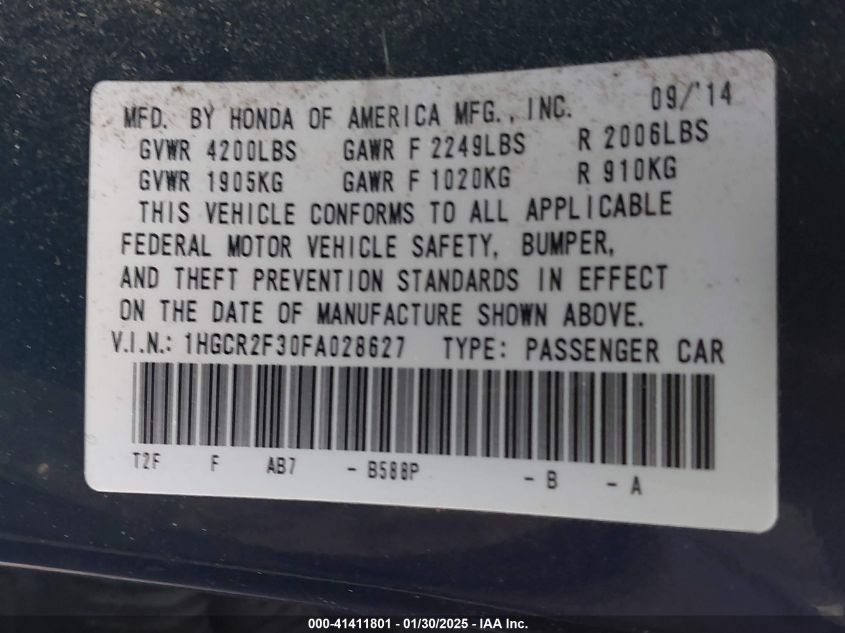 MFD. BY HONDA OF AMERICA MFG., INC. 09/'14
GVWR 4200LBS GAWR F 2249LBS R 2006LBS
GVWR 1905KG GAWR F 1020KG R 910KG
THIS VEHICLE CONFORMS TO ALL APPLICABLE
FEDERAL MOTOR VEHICLE SAFETY, BUMPER,
AND THEFT PREVENTION STANDARDS IN EFFECT
ON THE DATE OF MANUFACTURE SHOWN ABOVE.
V.I.N.: 1HGCR2F30FA028627 TYPE: PASSENGER CAR
T2F F AB7 - B588P - B - A
000-41411801 - 01/30/2025 - IAA Inc.